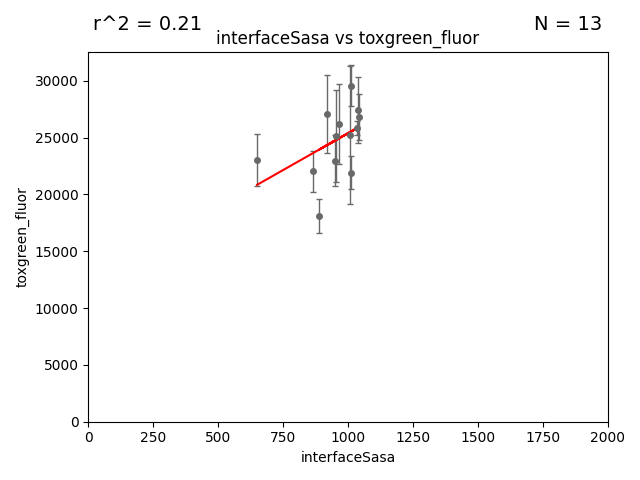 r^2 = 0.21
N = 13
interfaceSasa vs toxgreen_fluor
30000
25000
20000
15000
10000
5000
0
toxgreen_fluor
0 250 500 750 1000 1250 1500 1750 2000
interfaceSasa